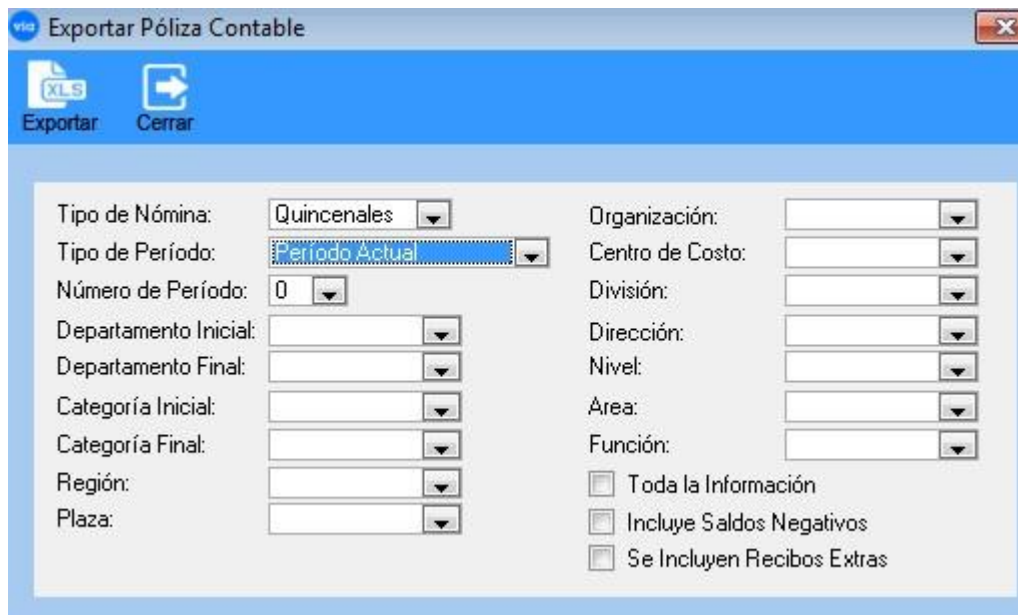 vio Exportar Póliza Contable
XLS
Exportar Cerrar
Tipo de Nómina: Quincenales
Tipo de Período: Período Actual
Número de Período: 0
Departamento Inicial:
Departamento Final:
Categoría Inicial:
Categoría Final:
Región:
Plaza:
Organización:
Centro de Costo:
División:
Dirección:
Nivel:
Area:
Función:
Toda la Información
Incluye Saldos Negativos
Se Incluyen Recibos Extras